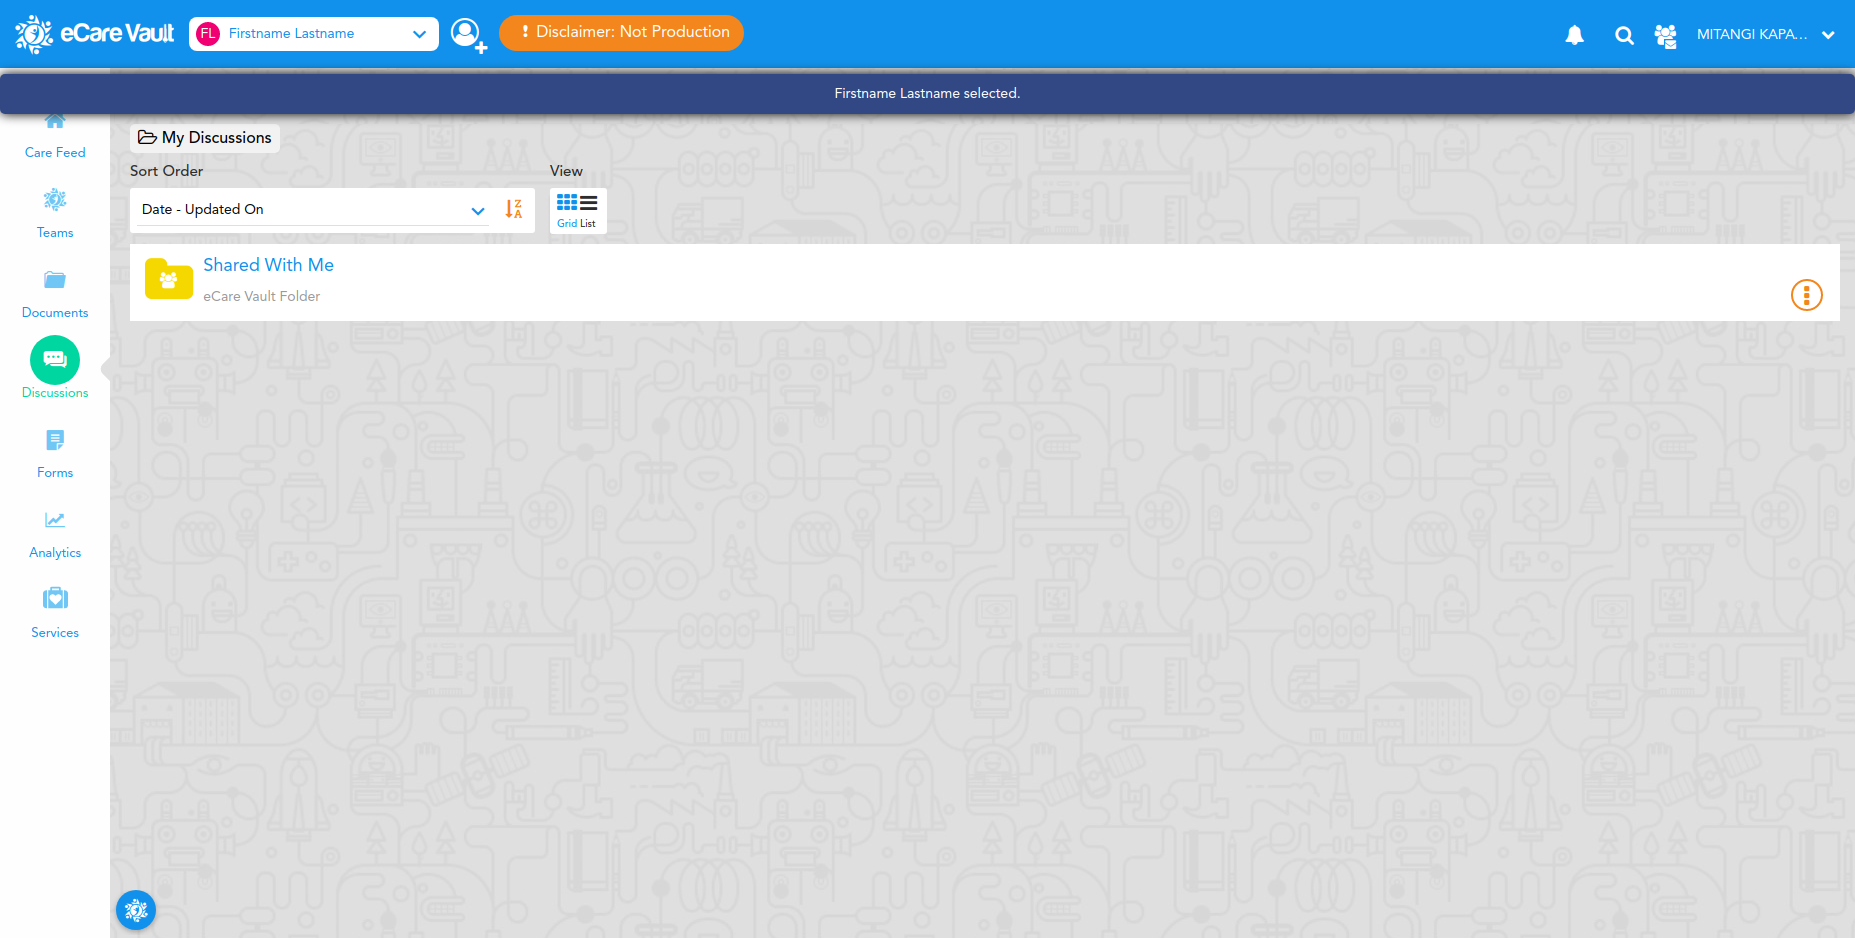 eCare Vault
FL Firstname Lastname
! Disclaimer: Not Production
MITANGI KAPA...
Firstname Lastname selected.
Care Feed
Teams
Documents
Discussions
Forms
Analytics
Services
My Discussions
Sort Order
View
Date - Updated On
Z
A
Grid List
Shared With Me
eCare Vault Folder